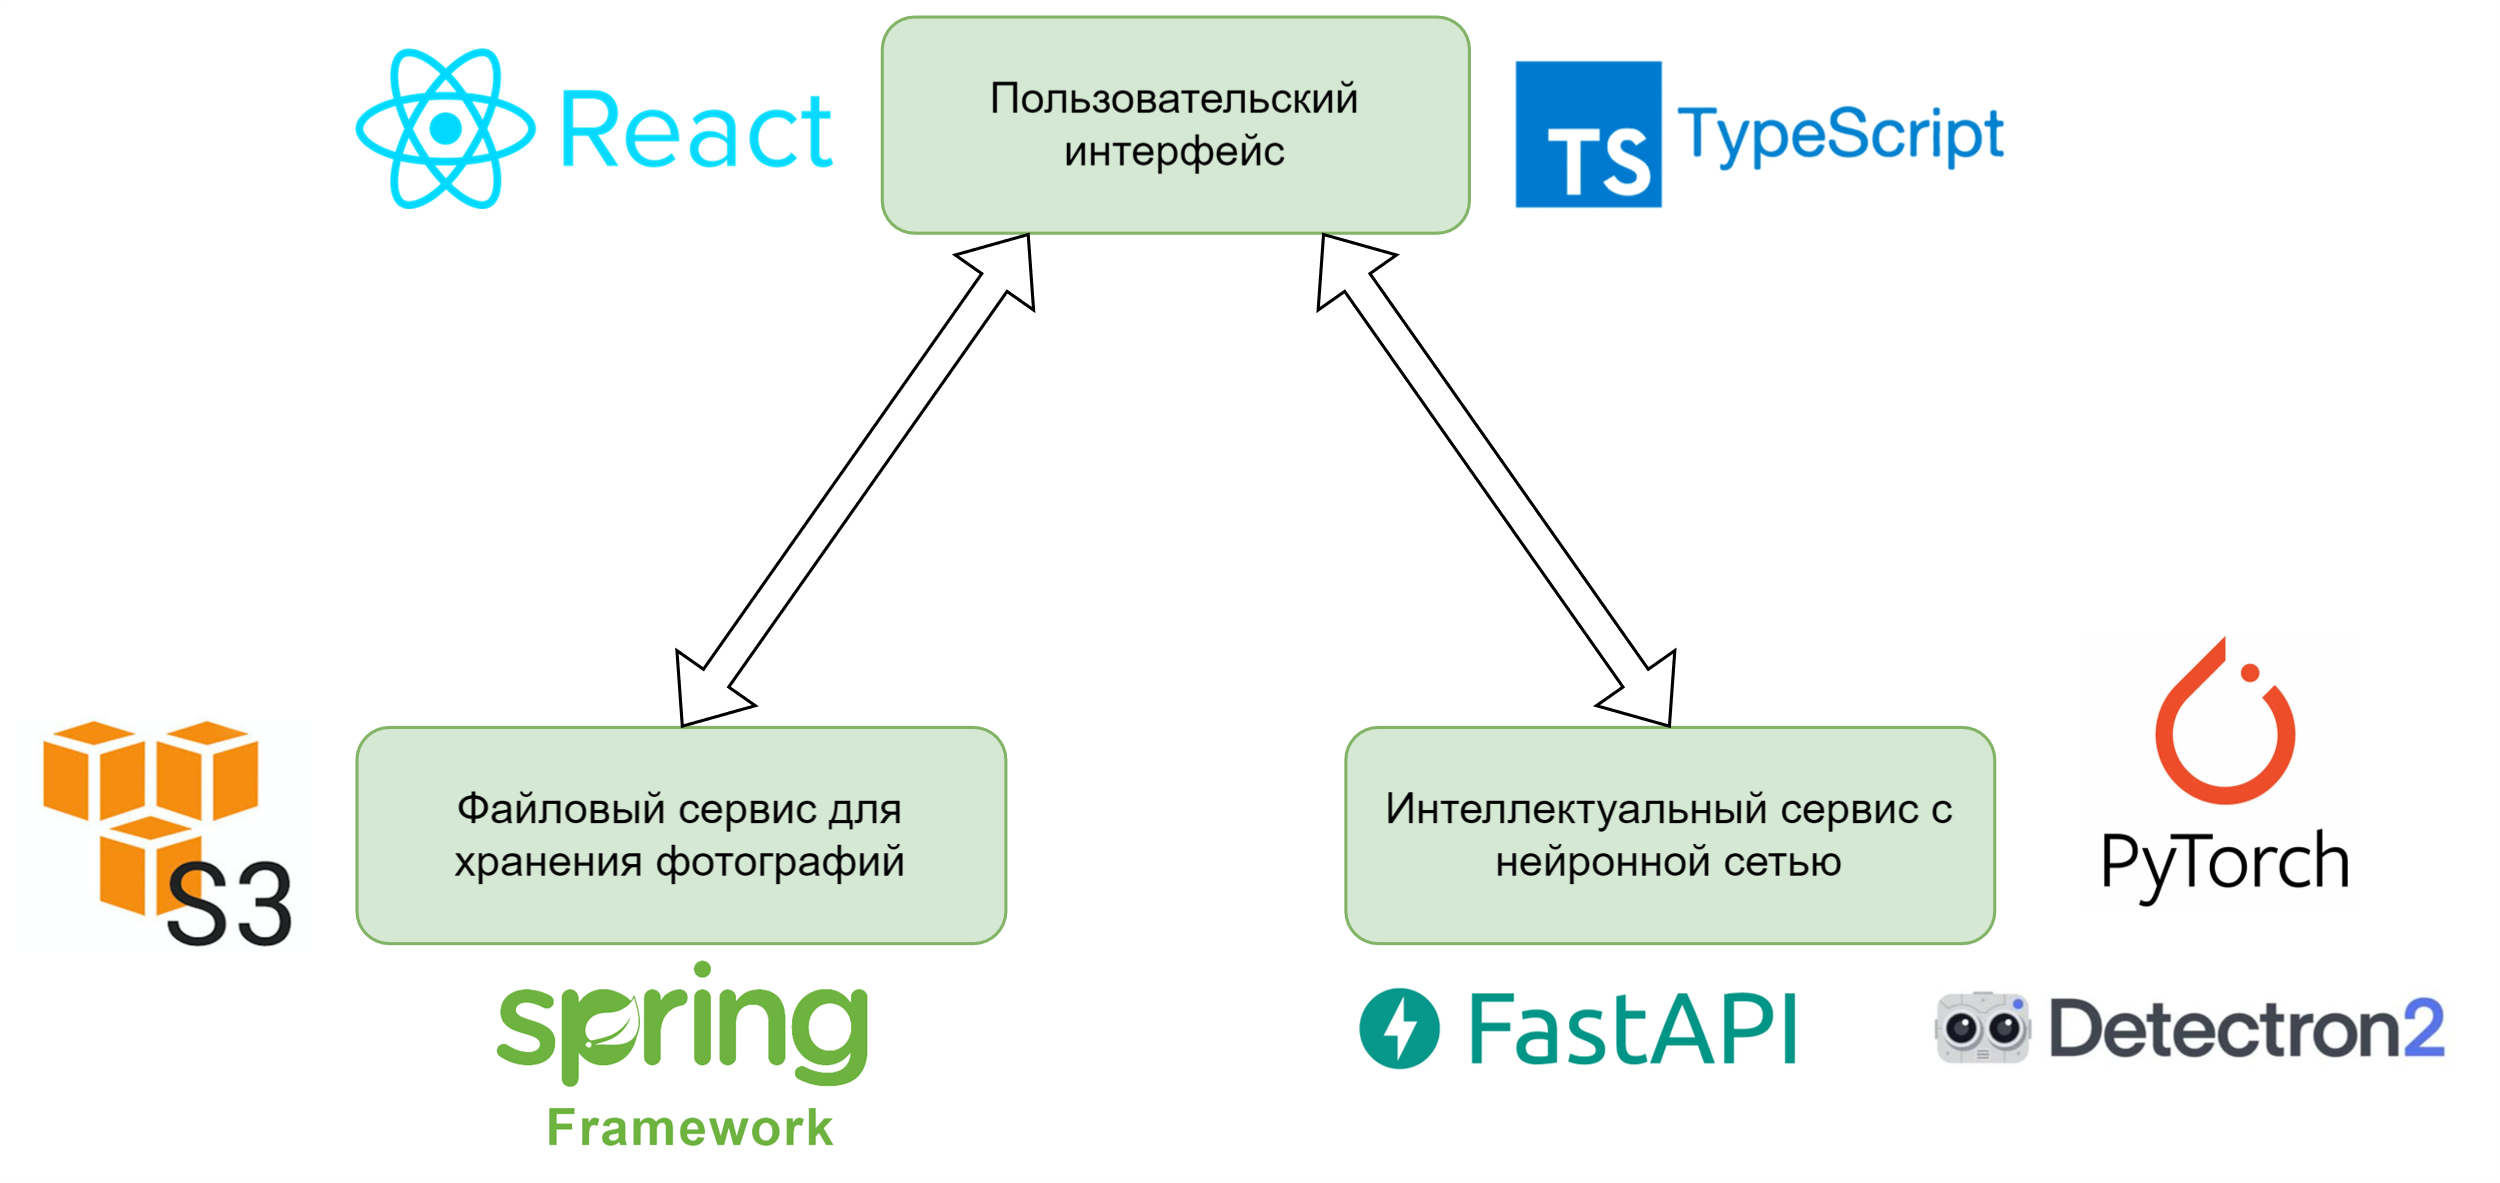 React
Пользовательский
интерфейс
TS
TypeScript
Файловый сервис для
хранения фотографий
S3
spring
Framework
Интеллектуальный сервис с
нейронной сетью
PyTorch
FastAPI
Detectron2